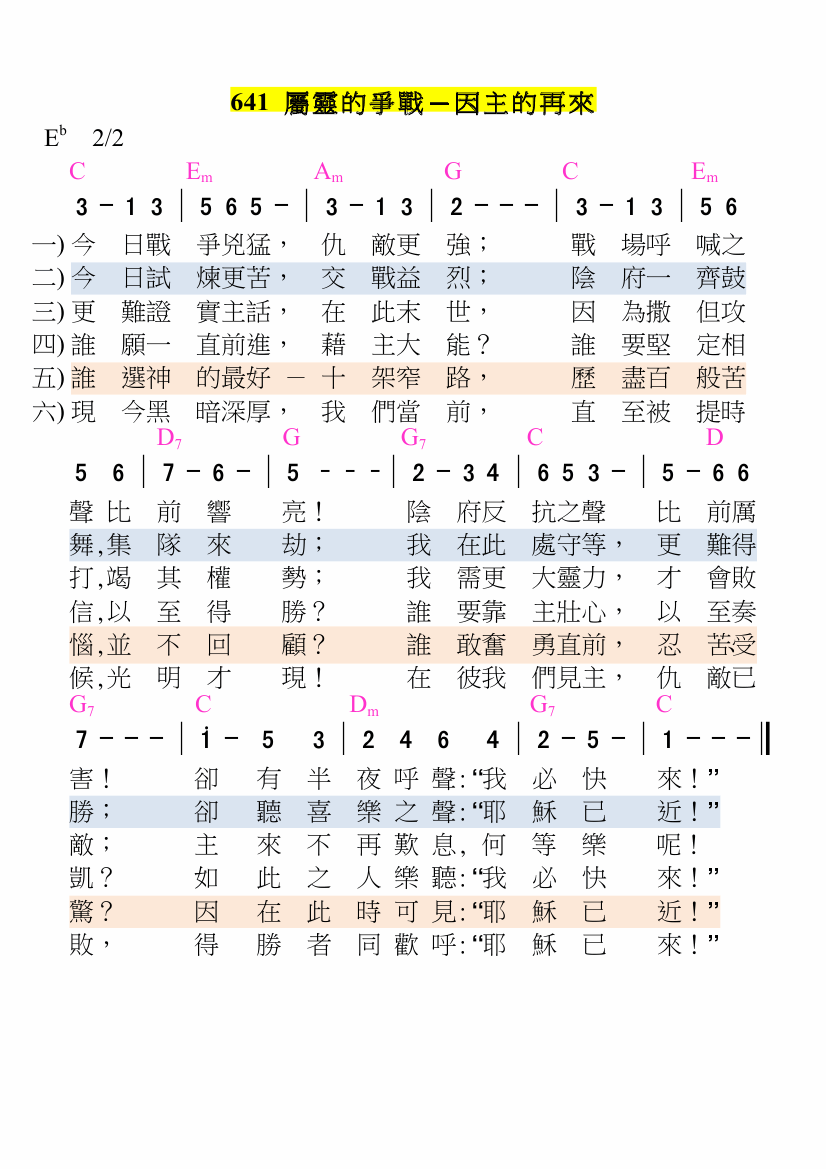 641 屬靈的爭戰－因主的再來
E♭ 2/2
C Em Am G C Em
3 - 1 3 | 5 6 5 - | 3 - 1 3 | 2 - - - | 3 - 1 3 | 5 6
一) 今 日戰 爭兇猛， 仇 敵更 強； 戰 場呼 喊之
二) 今 日試 煉更苦， 交 戰益 烈； 陰 府一 齊鼓
三) 更 難證 實主話， 在 此末 世， 因 為撒 但攻
四) 誰 願一 直前進， 藉 主大 能？ 誰 要堅 定相
五) 誰 選神 的最好 － 十 架窄 路， 歷 盡百 般苦
六) 現 今黑 暗深厚， 我 們當 前， 直 至被 提時
D7 G G7 C D
5 6 | 7 - 6 - | 5 - - - | 2 - 3 4 | 6 5 3 - | 5 - 6 6
聲 比 前 響 亮！ 陰 府反 抗之聲 比 前厲
舞,集 隊 來 劫； 我 在此 處守等， 更 難得
打,竭 其 權 勢； 我 需更 大靈力， 才 會敗
信,以 至 得 勝？ 誰 要靠 主壯心， 以 至奏
惱,並 不 回 顧？ 誰 敢奮 勇直前， 忍 苦受
候,光 明 才 現！ 在 彼我 們見主， 仇 敵已
G7 C Dm G7 C
7 - - - | i - 5 3 | 2 4 6 4 | 2 - 5 - | 1 - - - ‖
害！ 卻 有 半 夜 呼 聲:“我 必 快 來！”
勝； 卻 聽 喜 樂 之 聲:“耶 穌 已 近！”
敵； 主 來 不 再 歎 息, 何 等 樂 呢！
凱？ 如 此 之 人 樂 聽:“我 必 快 來！”
驚？ 因 在 此 時 可 見:“耶 穌 已 近！”
敗， 得 勝 者 同 歡 呼:“耶 穌 已 來！”